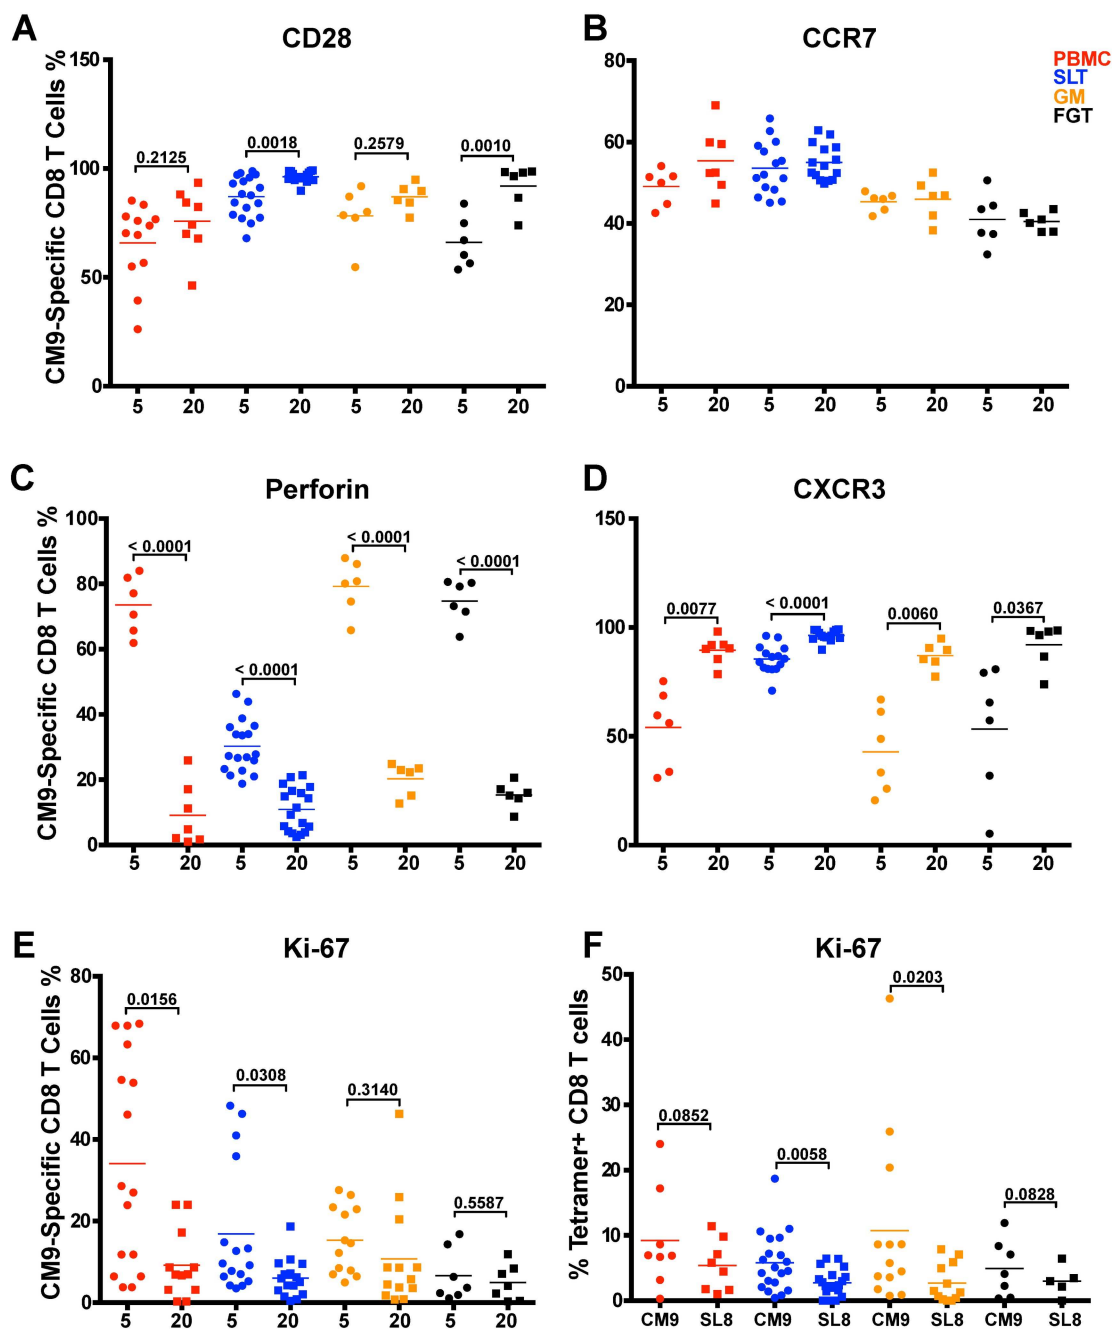 A
CD28
CM9-Specific CD8 T Cells %
150
100
50
0
0.2125
0.0018
0.2579
0.0010
5 20 5 20 5 20 5 20
B
CCR7
80
60
40
20
0
PBMC
SLT
GM
FGT
5 20 5 20 5 20 5 20
C
Perforin
CM9-Specific CD8 T Cells %
100
80
60
40
20
0
< 0.0001
< 0.0001
< 0.0001
< 0.0001
5 20 5 20 5 20 5 20
D
CXCR3
150
100
50
0
0.0077
< 0.0001
0.0060
0.0367
5 20 5 20 5 20 5 20
E
Ki-67
CM9-Specific CD8 T Cells %
80
60
40
20
0
0.0156
0.0308
0.3140
0.5587
5 20 5 20 5 20 5 20
F
Ki-67
% Tetramer+ CD8 T cells
50
40
30
20
10
0
0.0852
0.0058
0.0203
0.0828
CM9 SL8 CM9 SL8 CM9 SL8 CM9 SL8